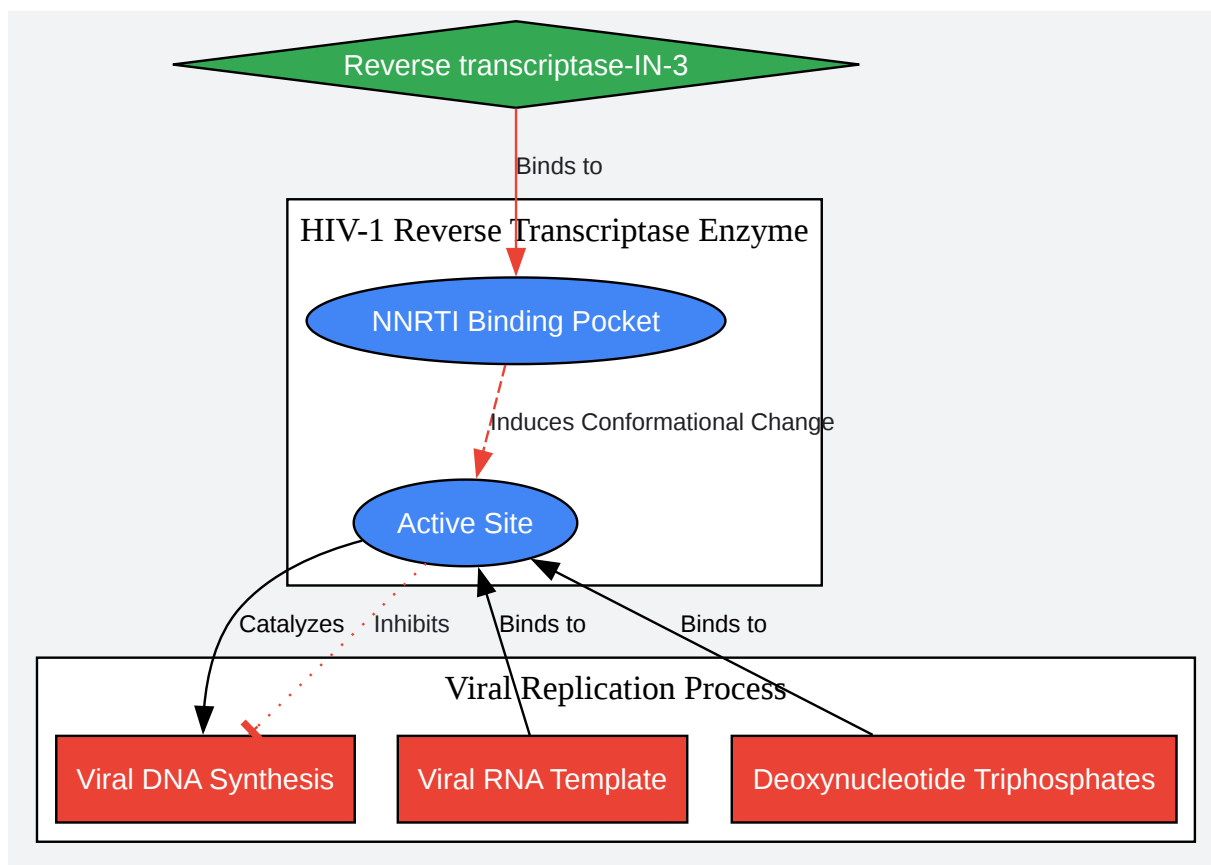 Reverse transcriptase-IN-3
Binds to
HIV-1 Reverse Transcriptase Enzyme
NNRTI Binding Pocket
Induces Conformational Change
Active Site
Catalyzes
Inhibits
Binds to
Binds to
Viral Replication Process
Viral DNA Synthesis
Viral RNA Template
Deoxynucleotide Triphosphates